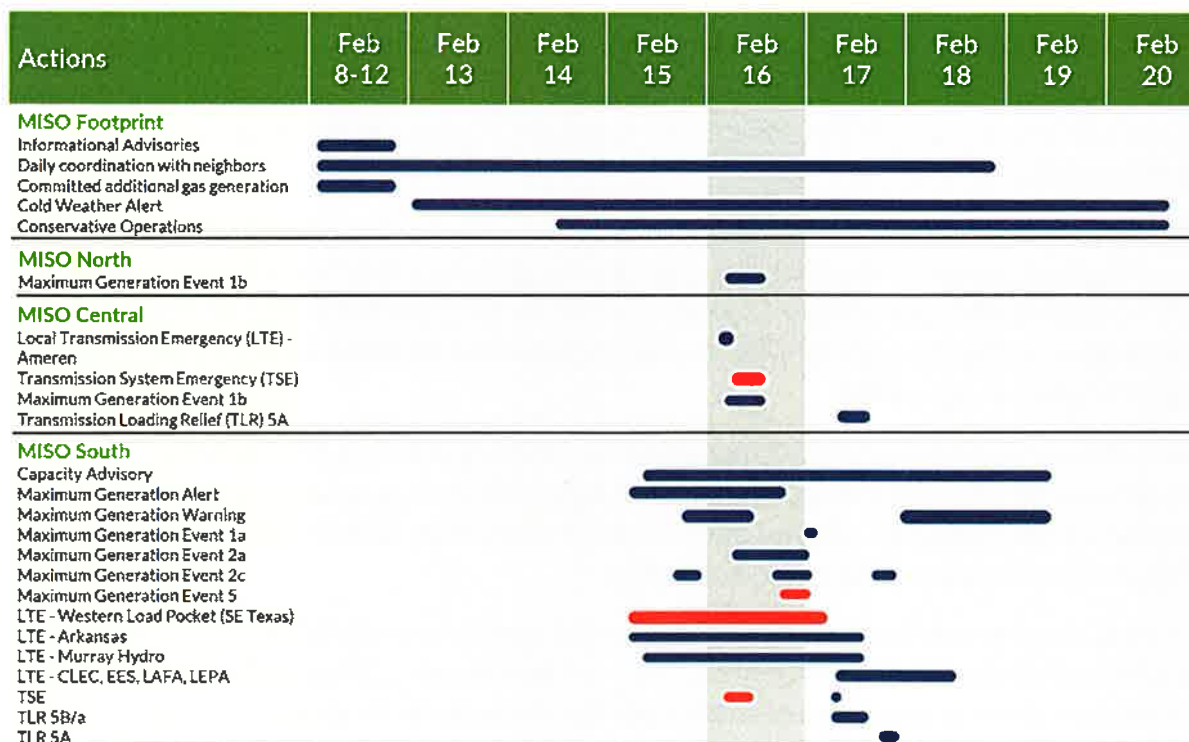 Actions
Feb 8-12
Feb 13
Feb 14
Feb 15
Feb 16
Feb 17
Feb 18
Feb 19
Feb 20
MISO Footprint
Informational Advisories
Daily coordination with neighbors
Committed additional gas generation
Cold Weather Alert
Conservative Operations
MISO North
Maximum Generation Event 1b
MISO Central
Local Transmission Emergency (LTE) -
Ameren
Transmission System Emergency (TSE)
Maximum Generation Event 1b
Transmission Loading Relief (TLR) 5A
MISO South
Capacity Advisory
Maximum Generation Alert
Maximum Generation Warning
Maximum Generation Event 1a
Maximum Generation Event 2a
Maximum Generation Event 2c
Maximum Generation Event 5
LTE - Western Load Pocket (SE Texas)
LTE - Arkansas
LTE - Murray Hydro
LTE - CLEC, EES, LAFA, LEPA
TSE
TLR 5B/a
TLR 5A